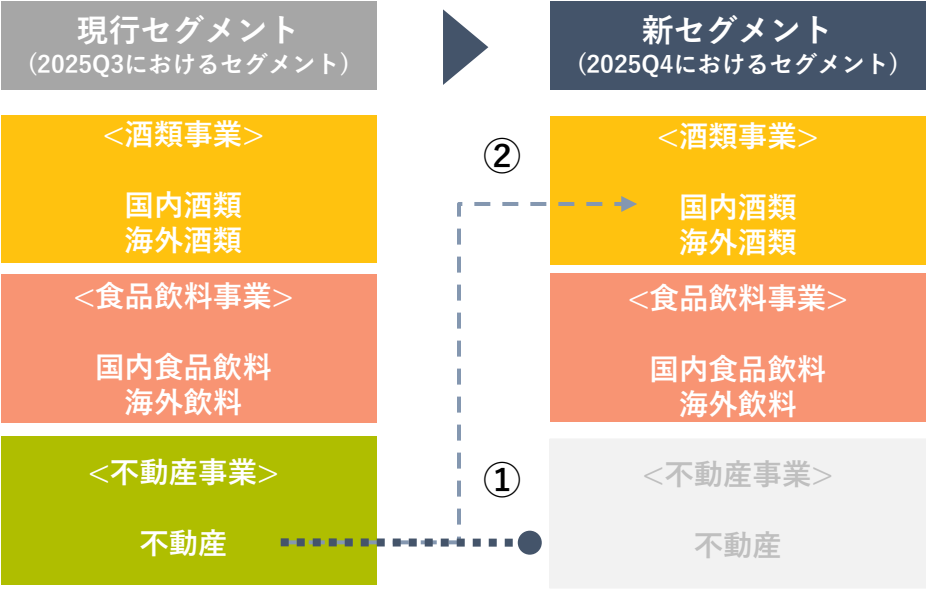 現行セグメント
（2025Q3におけるセグメント）
新セグメント
（2025Q4におけるセグメント）
<酒類事業>
国内酒類
海外酒類
②
<酒類事業>
国内酒類
海外酒類
<食品飲料事業>
国内食品飲料
海外飲料
<食品飲料事業>
国内食品飲料
海外飲料
<不動産事業>
不動産
①
<不動産事業>
不動産